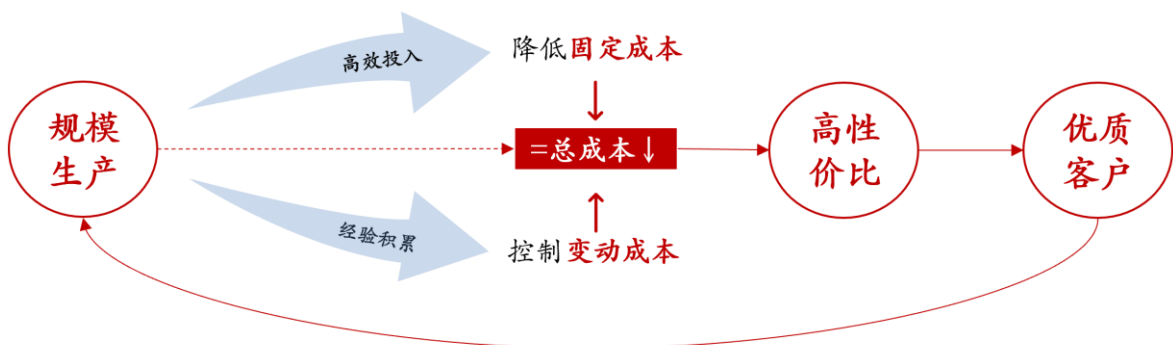 高效投入
降低固定成本
规模
生产
=总成本↓
高性
价比
优质
客户
经验积累
控制变动成本